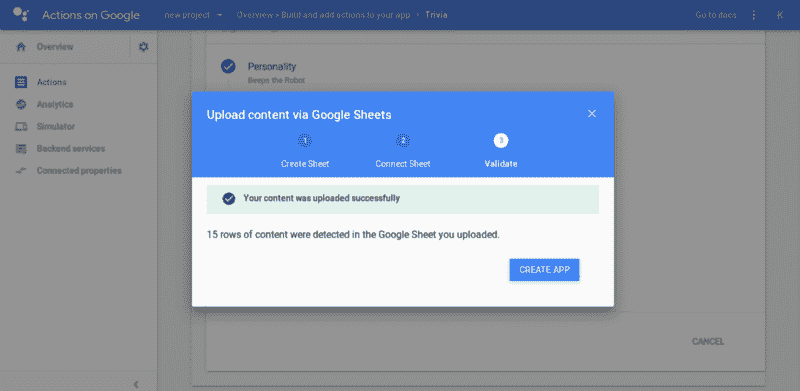 Actions on Google
new project
Overview > Build and add actions to your app > Trivia
Go to docs
K
Overview
Actions
Analytics
Simulator
Backend services
Connected properties
Personality
Beeps the Robot
Upload content via Google Sheets
1
2
3
Create Sheet
Connect Sheet
Validate
Your content was uploaded successfully
15 rows of content were detected in the Google Sheet you uploaded.
CREATE APP
CANCEL